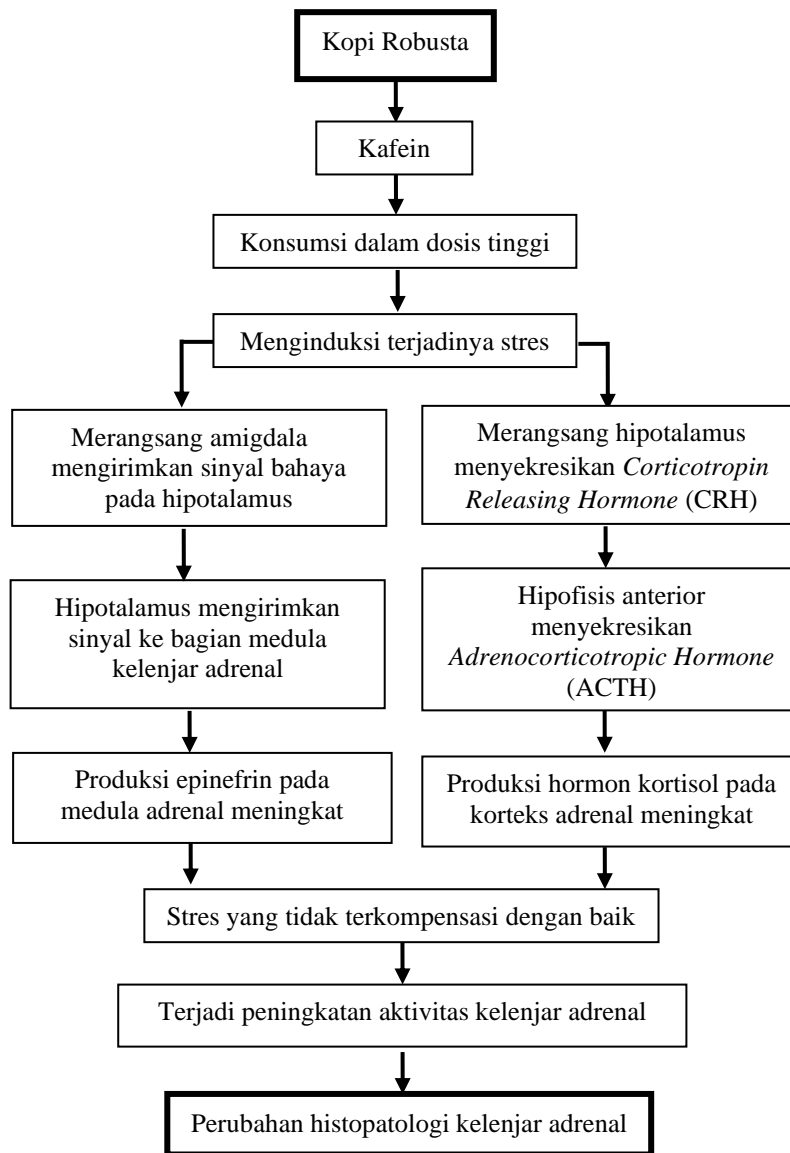 Kopi Robusta
Kafein
Konsumsi dalam dosis tinggi
Menginduksi terjadinya stres
Merangsang amigdala
mengirimkan sinyal bahaya
pada hipotalamus
Merangsang hipotalamus
menyekresikan Corticotropin
Releasing Hormone (CRH)
Hipotalamus mengirimkan
sinyal ke bagian medula
kelenjar adrenal
Hipofisis anterior
menyekresikan
Adrenocorticotropic Hormone
(ACTH)
Produksi epinefrin pada
medula adrenal meningkat
Produksi hormon kortisol pada
korteks adrenal meningkat
Stres yang tidak terkompensasi dengan baik
Terjadi peningkatan aktivitas kelenjar adrenal
Perubahan histopatologi kelenjar adrenal